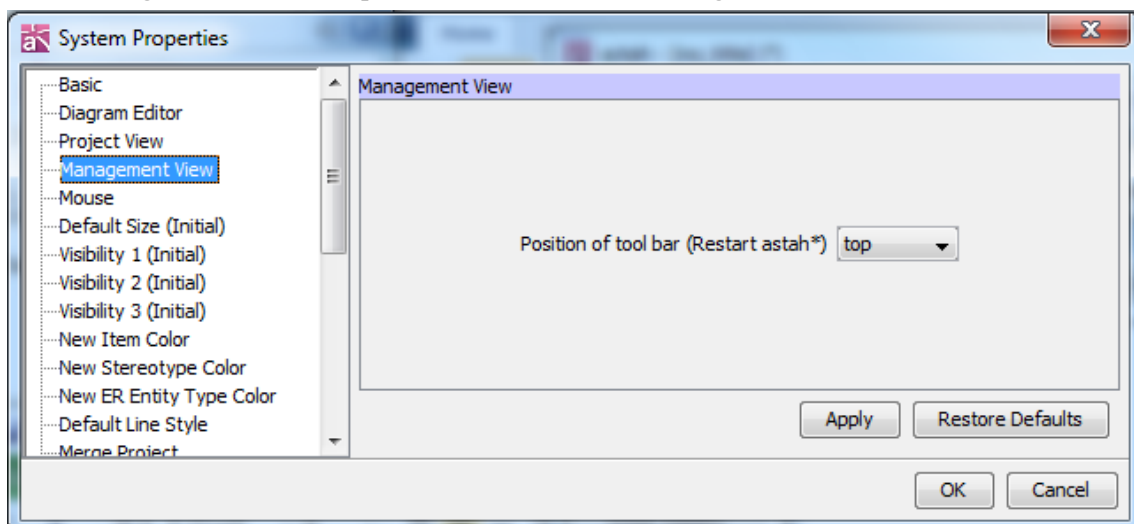 System Properties
Basic
Diagram Editor
Project View
Management View
Mouse
Default Size (Initial)
Visibility 1 (Initial)
Visibility 2 (Initial)
Visibility 3 (Initial)
New Item Color
New Stereotype Color
New ER Entity Type Color
Default Line Style
Merge Project
Management View
Position of tool bar (Restart astah*) top
Apply Restore Defaults
OK Cancel